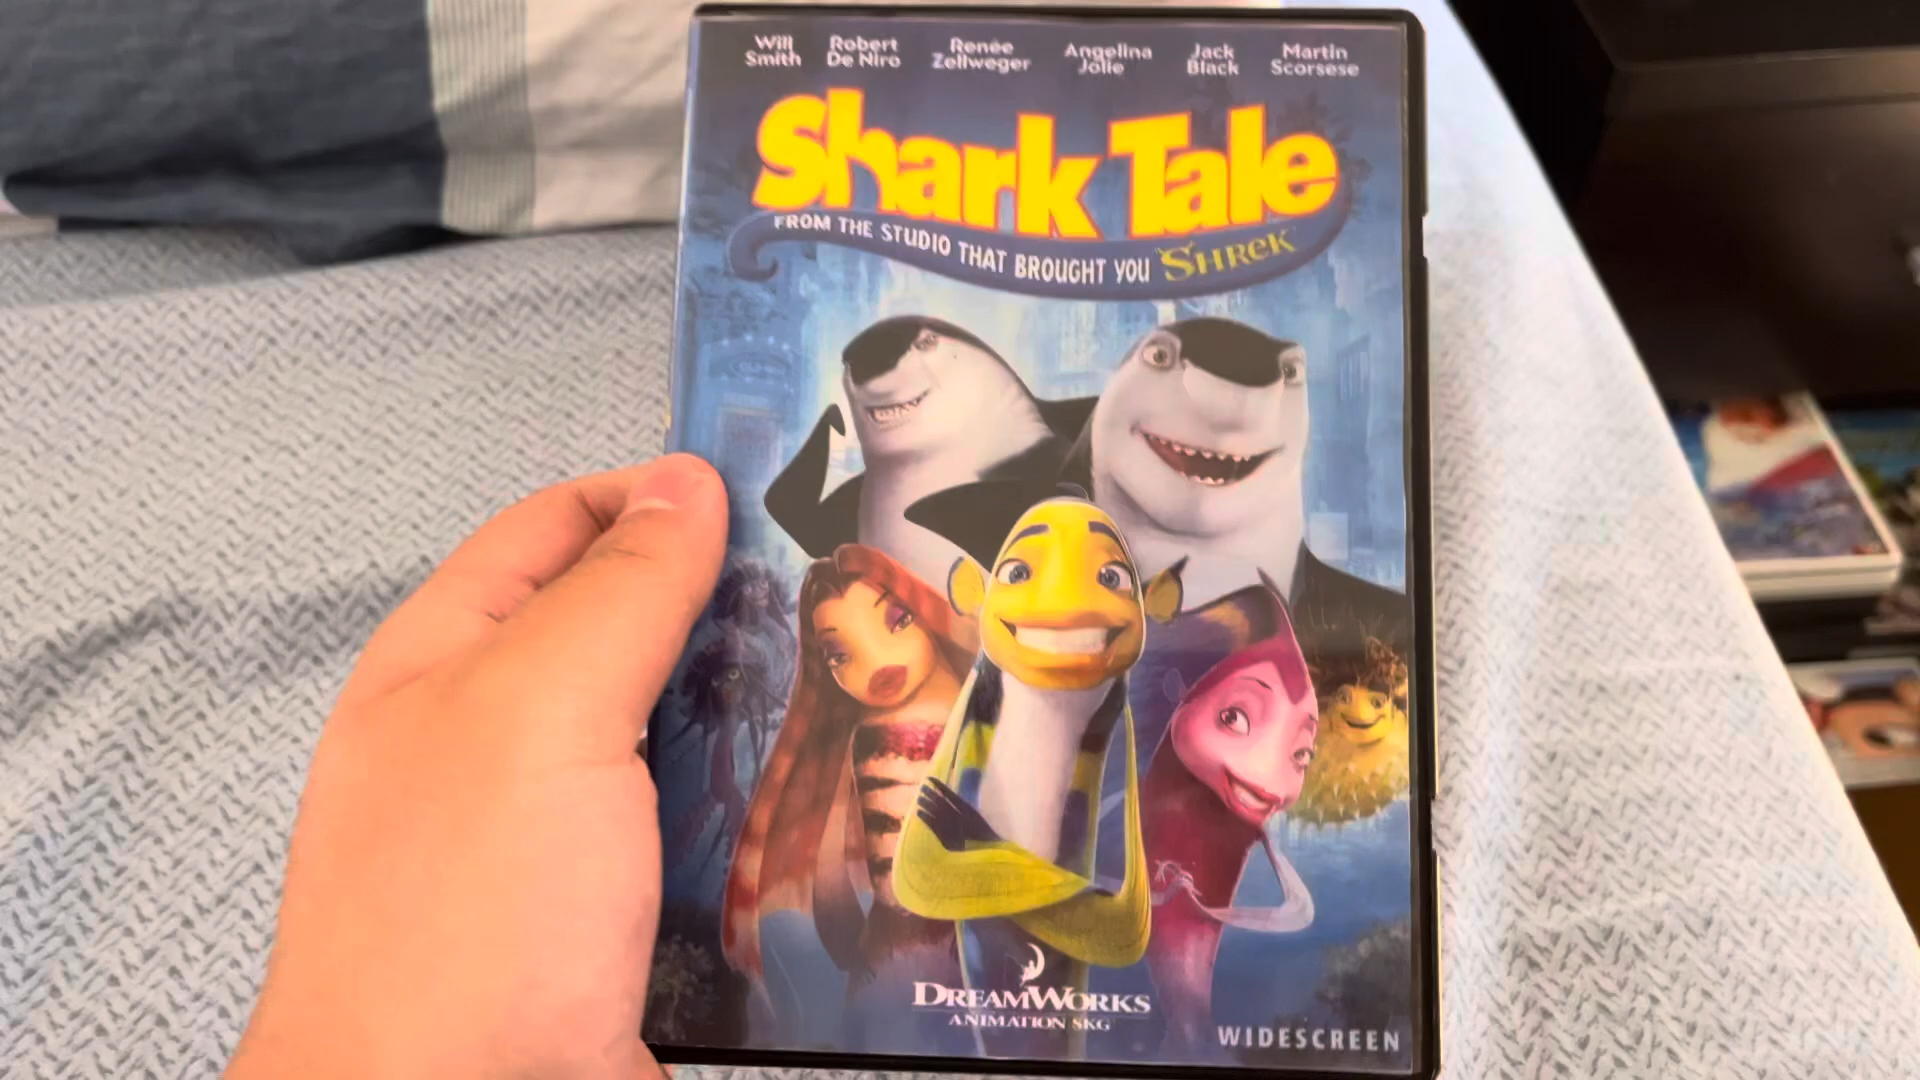 Will Smith Robert De Niro Renée Zellweger Angelina Jolie Jack Black Martin Scorsese
Shark Tale
FROM THE STUDIO THAT BROUGHT YOU SHREK
DREAMWORKS
ANIMATION SKG
WIDESCREEN